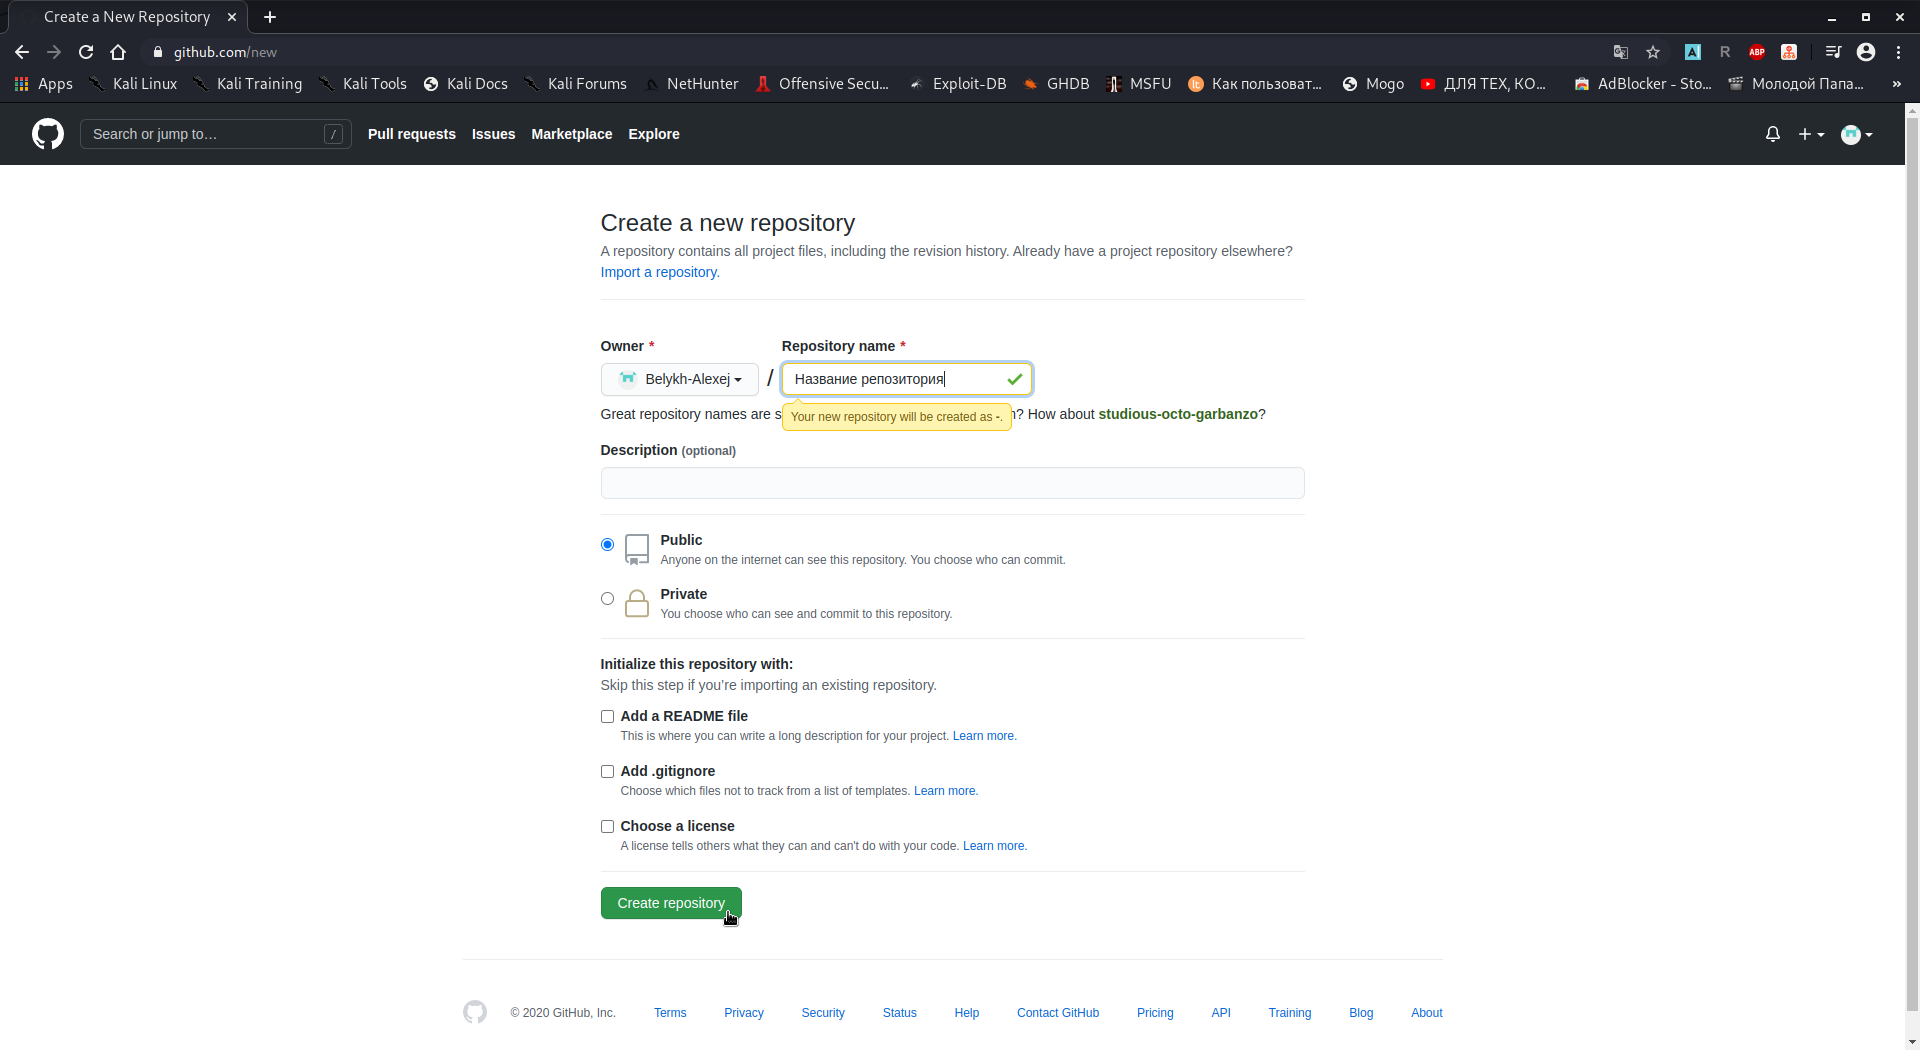 Create a New Repository
github.com/new
Apps Kali Linux Kali Training Kali Tools Kali Docs Kali Forums NetHunter Offensive Secu... Exploit-DB GHDB MSFU Как пользоват... Mogo ДЛЯ ТЕХ, КО... AdBlocker - Sto... Молодой Папа... »
Search or jump to... / Pull requests Issues Marketplace Explore
Create a new repository
A repository contains all project files, including the revision history. Already have a project repository elsewhere?
Import a repository.
Owner * Repository name *
Belykh-Alexej / Название репозитория
Great repository names are s Your new repository will be created as -. ? How about studious-octo-garbanzo?
Description (optional)
Public
Anyone on the internet can see this repository. You choose who can commit.
Private
You choose who can see and commit to this repository.
Initialize this repository with:
Skip this step if you're importing an existing repository.
Add a README file
This is where you can write a long description for your project. Learn more.
Add .gitignore
Choose which files not to track from a list of templates. Learn more.
Choose a license
A license tells others what they can and can't do with your code. Learn more.
Create repository
© 2020 GitHub, Inc. Terms Privacy Security Status Help Contact GitHub Pricing API Training Blog About